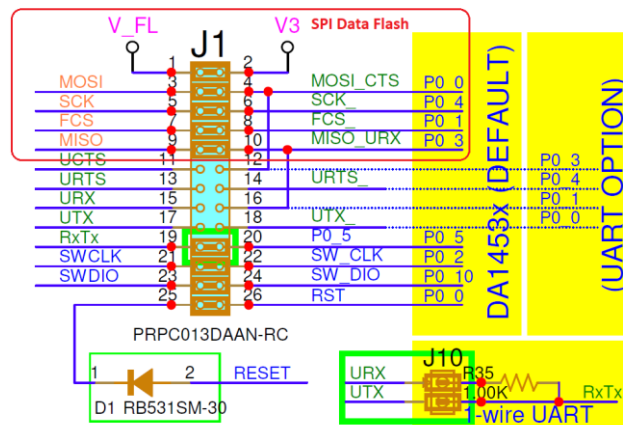 V_FL J1 V3 SPI Data Flash
1 2
MOSI 3 4 MOSI_CTS P0_0
SCK 5 6 SCK_ P0_4
FCS 7 8 FCS_ P0_1
MISO 9 10 MISO_URX P0_3
UCTS 11 12 P0_3
URTS 13 14 URTS_ P0_4
URX 15 16 P0_1
UTX 17 18 UTX_ P0_0
RxTx 19 20 P0_5 P0_5
SWCLK 21 22 SW_CLK P0_2
SWDIO 23 24 SW_DIO P0_10
25 26 RST P0_0
DA1453x (DEFAULT)
(UART OPTION)
PRPC013DAAN-RC
1 2 RESET
D1 RB531SM-30
J10
URX R35
UTX 1.00K RxTx
1-wire UART